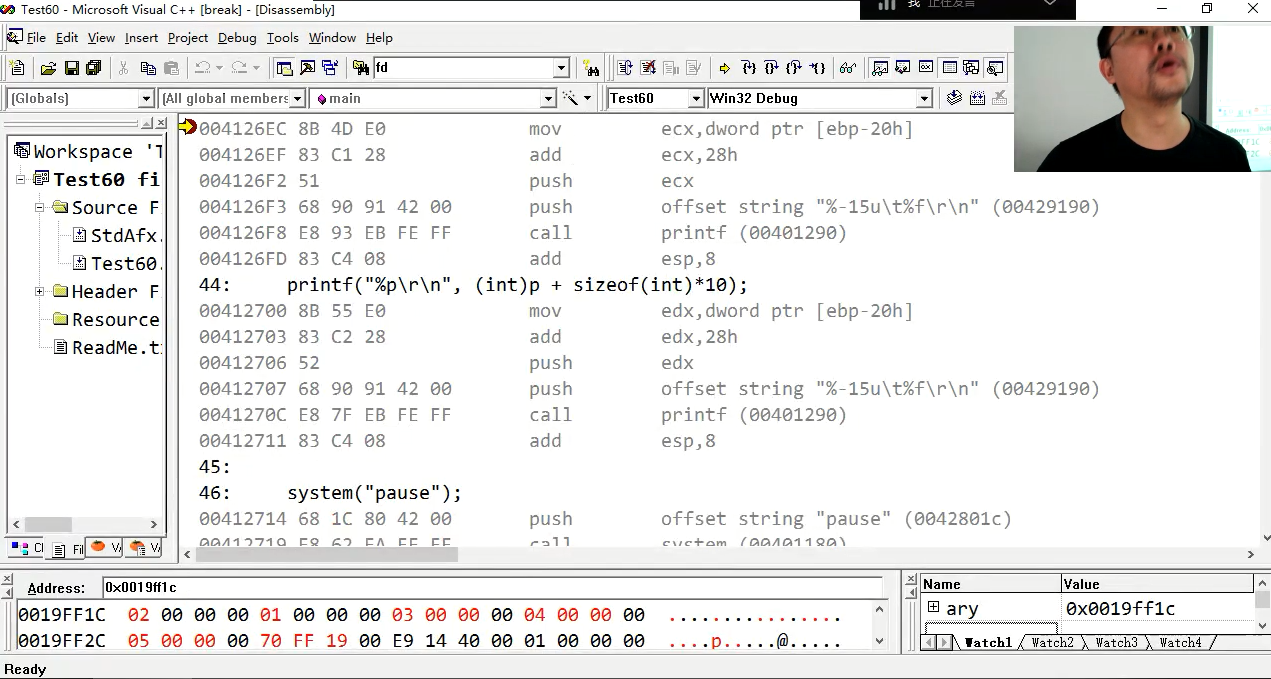 Test60 - Microsoft Visual C++ [break] - [Disassembly]
我 正在发言
File Edit View Insert Project Debug Tools Window Help
fd
(Globals) (All global members main Test60 Win32 Debug
004126EC 8B 4D E0 mov ecx,dword ptr [ebp-20h]
004126EF 83 C1 28 add ecx,28h
004126F2 51 push ecx
004126F3 68 90 91 42 00 push offset string "%-15u\t%f\r\n" (00429190)
004126F8 E8 93 EB FE FF call printf (00401290)
004126FD 83 C4 08 add esp,8
44: printf("%p\r\n", (int)p + sizeof(int)*10);
00412700 8B 55 E0 mov edx,dword ptr [ebp-20h]
00412703 83 C2 28 add edx,28h
00412706 52 push edx
00412707 68 90 91 42 00 push offset string "%-15u\t%f\r\n" (00429190)
0041270C E8 7F EB FE FF call printf (00401290)
00412711 83 C4 08 add esp,8
45:
46: system("pause");
00412714 68 1C 80 42 00 push offset string "pause" (0042801c)
00412719 E8 62 EA FE FF call system (00401180)
Workspace 'T
Test60 fi
Source F
StdAfx.
Test60.
Header F
Resource
ReadMe.t
Address: 0x0019ff1c
0019FF1C 02 00 00 00 01 00 00 00 03 00 00 00 04 00 00 00 ................
0019FF2C 05 00 00 00 70 FF 19 00 E9 14 40 00 01 00 00 00 ....p.....@.....
Name Value
ary 0x0019ff1c
Watch1 Watch2 Watch3 Watch4
Ready